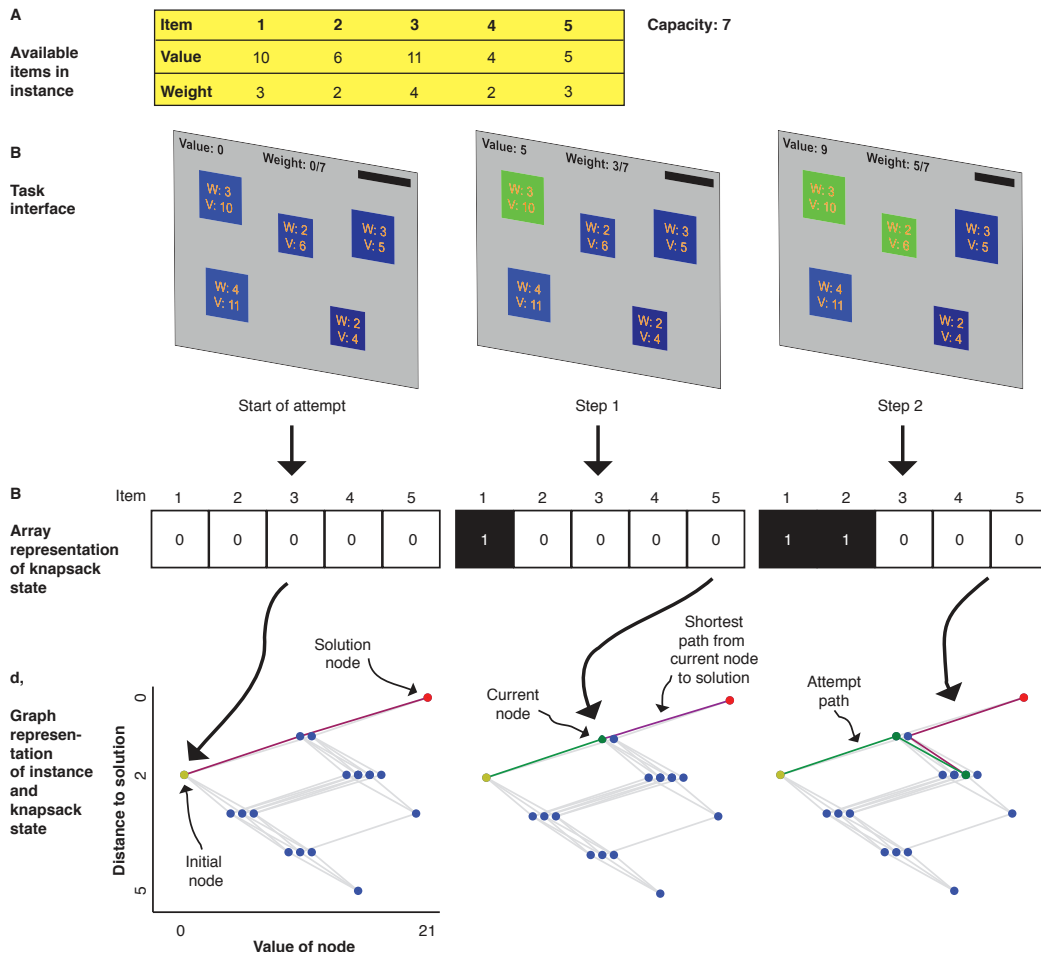 A
Available
items in
instance
Item 1 2 3 4 5
Value 10 6 11 4 5
Weight 3 2 4 2 3
Capacity: 7
B
Task
interface
Value: 0 Weight: 0/7
W: 3
V: 10
W: 2
V: 6
W: 3
V: 5
W: 4
V: 11
W: 2
V: 4
Start of attempt
Value: 5 Weight: 3/7
W: 3
V: 10
W: 2
V: 6
W: 3
V: 5
W: 4
V: 11
W: 2
V: 4
Step 1
Value: 9 Weight: 5/7
W: 3
V: 10
W: 2
V: 6
W: 3
V: 5
W: 4
V: 11
W: 2
V: 4
Step 2
B
Array
representation
of knapsack
state
Item 1 2 3 4 5 1 2 3 4 5 1 2 3 4 5
0 0 0 0 0 1 0 0 0 0 1 1 0 0 0
d,
Graph
represen-
tation
of instance
and
knapsack
state
Distance to solution
0
2
5
Solution
node
Initial
node
0 21
Value of node
Current
node
Shortest
path from
current node
to solution
Attempt
path